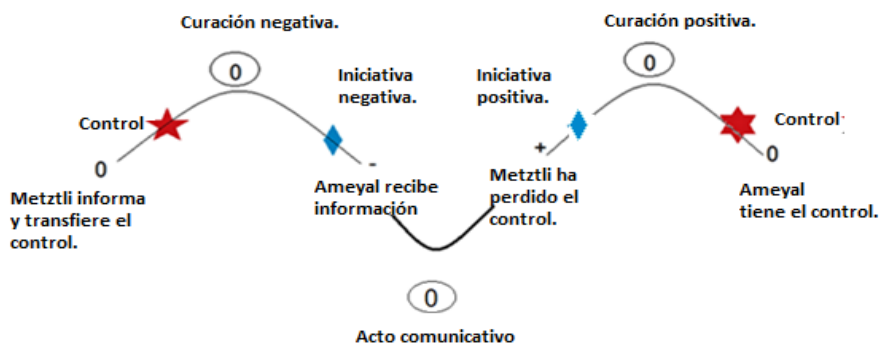 Curación negativa.
Curación positiva.
0
0
Iniciativa
negativa.
Iniciativa
positiva.
Control
Control
0
-
+
0
Metztli informa
y transfiere el
control.
Ameyal recibe
información
Metztli ha
perdido el
control.
Ameyal
tiene el control.
0
Acto comunicativo